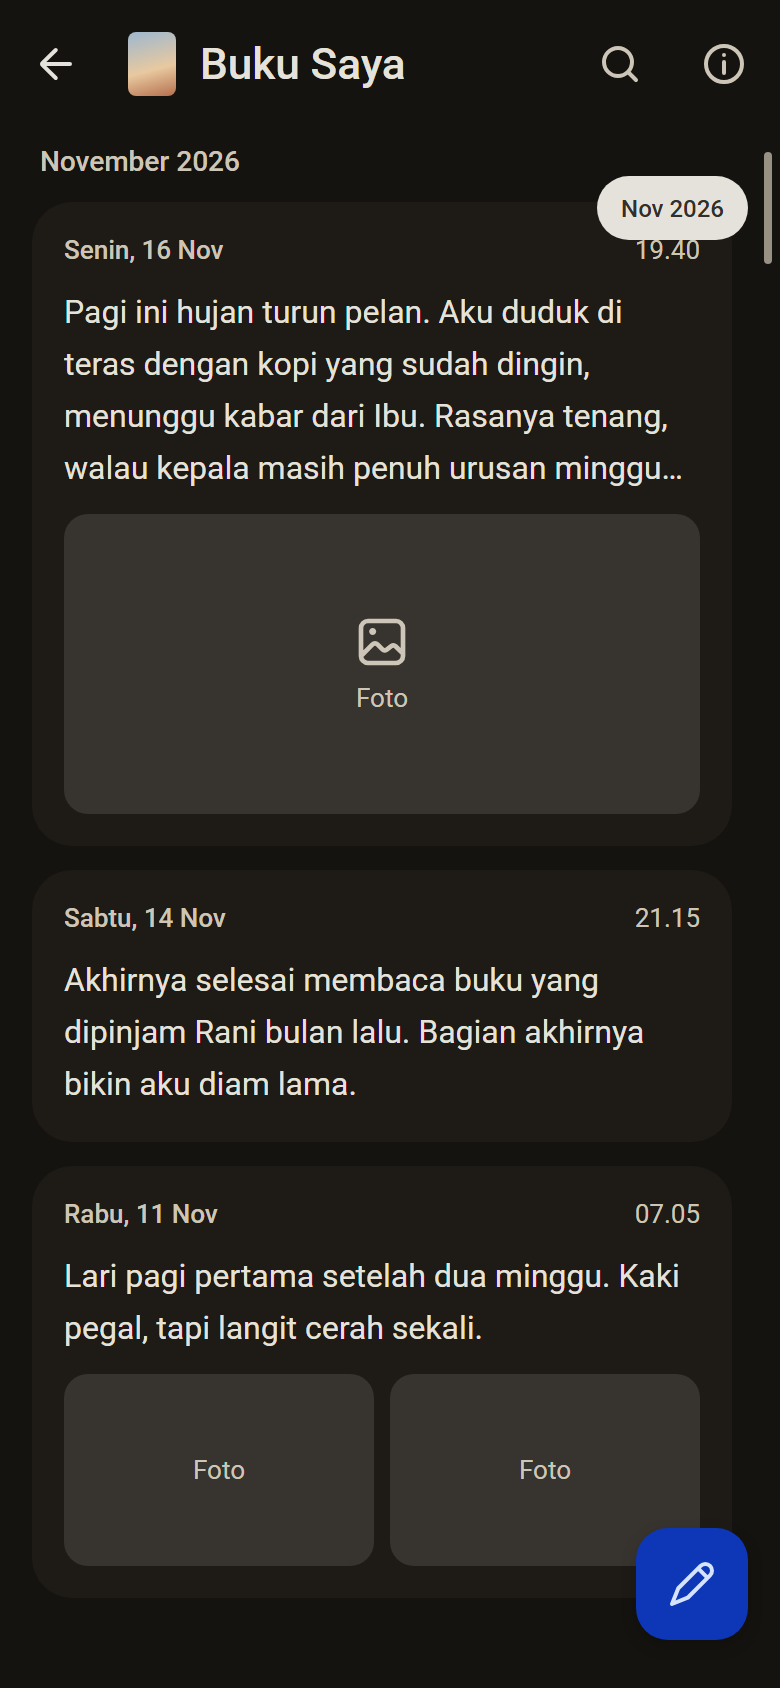 Buku Saya
November 2026
Nov 2026
Senin, 16 Nov
19.40
Pagi ini hujan turun pelan. Aku duduk di
teras dengan kopi yang sudah dingin,
menunggu kabar dari Ibu. Rasanya tenang,
walau kepala masih penuh urusan minggu…
Foto
Sabtu, 14 Nov
21.15
Akhirnya selesai membaca buku yang
dipinjam Rani bulan lalu. Bagian akhirnya
bikin aku diam lama.
Rabu, 11 Nov
07.05
Lari pagi pertama setelah dua minggu. Kaki
pegal, tapi langit cerah sekali.
Foto
Foto